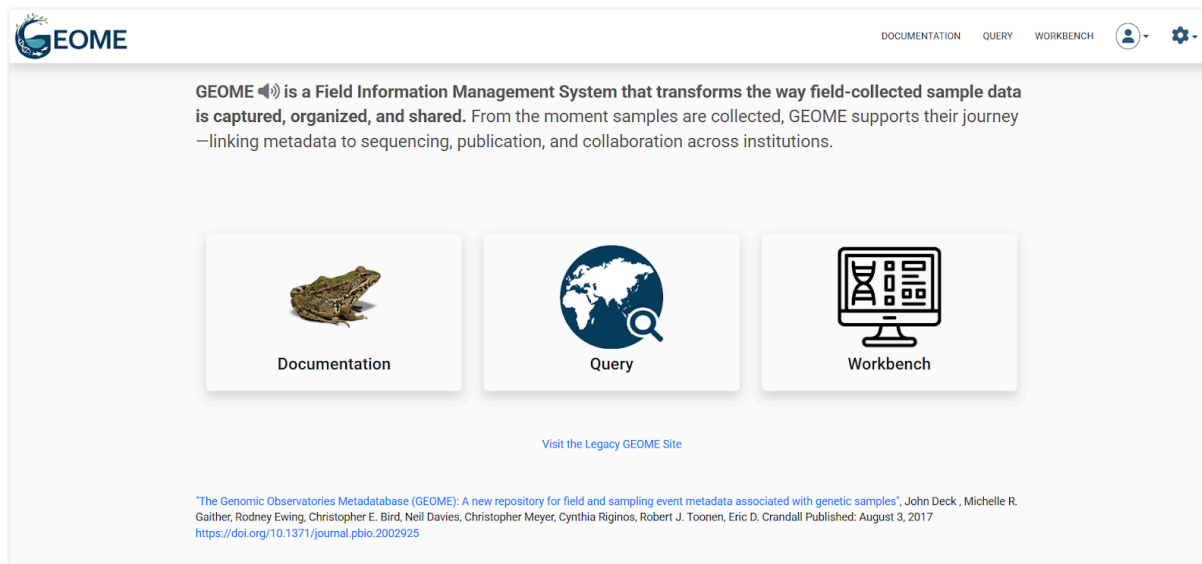 GEOME
DOCUMENTATION
QUERY
WORKBENCH
GEOME is a Field Information Management System that transforms the way field-collected sample data
is captured, organized, and shared. From the moment samples are collected, GEOME supports their journey
—linking metadata to sequencing, publication, and collaboration across institutions.
Documentation
Query
Workbench
Visit the Legacy GEOME Site
"The Genomic Observatories Metadatabase (GEOME): A new repository for field and sampling event metadata associated with genetic samples", John Deck , Michelle R.
Gaither, Rodney Ewing, Christopher E. Bird, Neil Davies, Christopher Meyer, Cynthia Riginos, Robert J. Toonen, Eric D. Crandall Published: August 3, 2017
https://doi.org/10.1371/journal.pbio.2002925